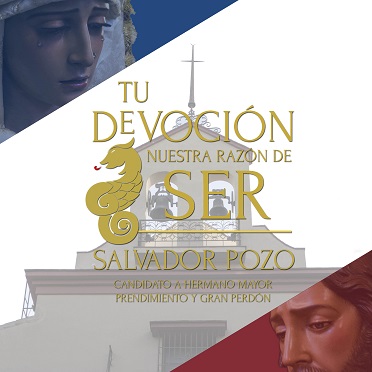 TU
DEVOCIÓN
NUESTRA RAZÓN DE
SER
SALVADOR POZO
CANDIDATO A HERMANO MAYOR
PRENDIMIENTO Y GRAN PERDÓN